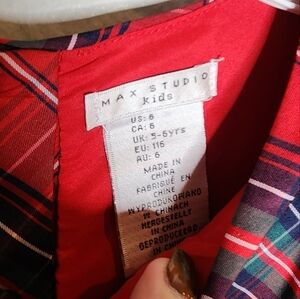 MAX STUDIO
kids
US: 6
CA: 6
UK: 5-6yrs
EU: 116
AU: 6
MADE IN
CHINA
FABRIQUÉ EN
CHINE
WYPRODUKOWANO
W CHINACH
HERGESTELLT
IN CHINA
GEPRODUCEERD
IN CHINA